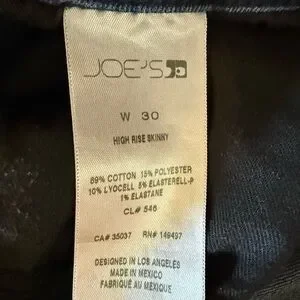 JOE'S
W 30
HIGH RISE SKINNY
69% COTTON 15% POLYESTER
10% LYOCELL 5% ELASTERELL-P
1% ELASTANE
CL# 546
CA# 35037 RN# 149497
DESIGNED IN LOS ANGELES
MADE IN MEXICO
FABRIQUÉ AU MEXIQUE